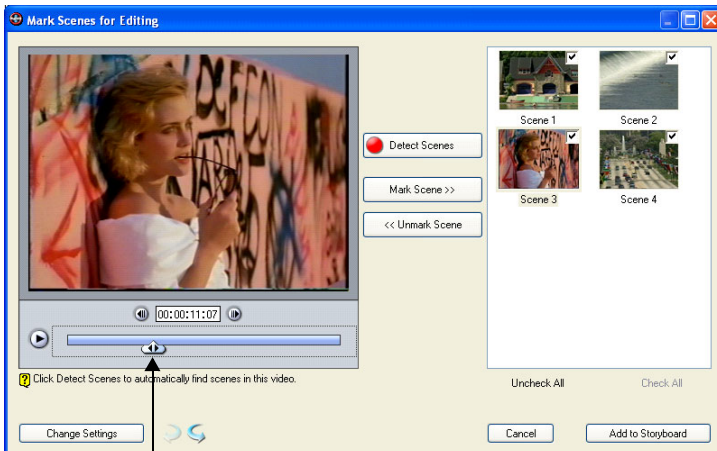 Mark Scenes for Editing
DEFCON
Detect Scenes
Mark Scene >>
<< Unmark Scene
00:00:11:07
Click Detect Scenes to automatically find scenes in this video.
Change Settings
Scene 1
Scene 2
Scene 3
Scene 4
Uncheck All
Check All
Cancel
Add to Storyboard